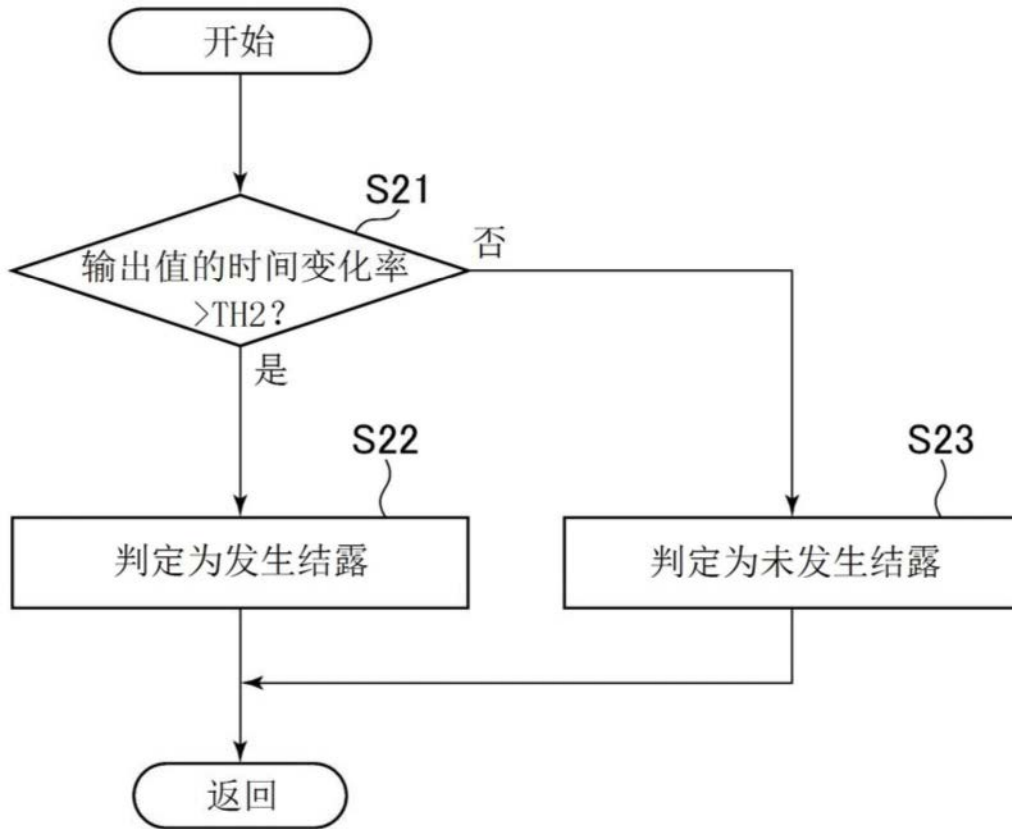 开始
S21
输出值的时间变化率
>TH2?
否
是
S22
S23
判定为发生结露
判定为未发生结露
返回